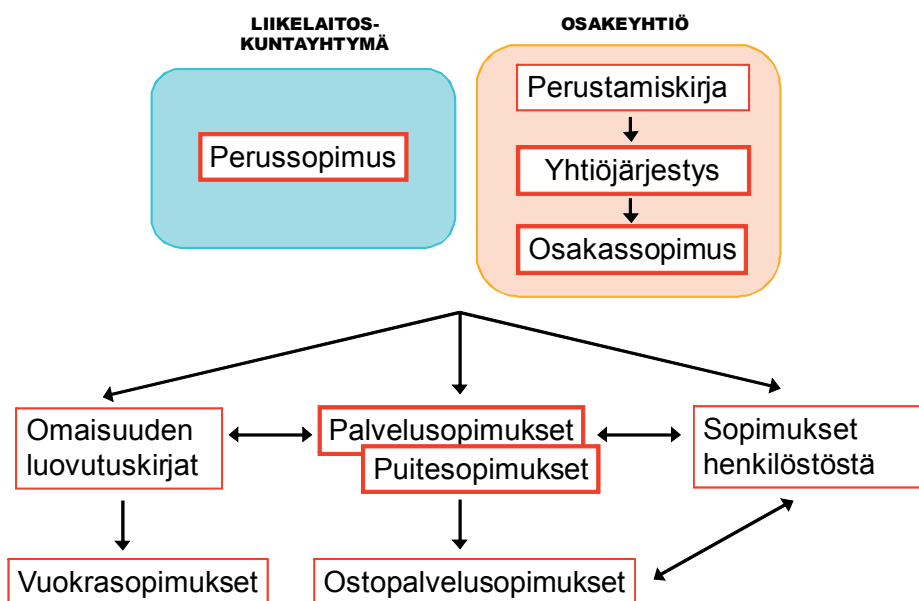 LIIKELAITOS-
KUNTAYHTYMÄ
OSAKEYHTIÖ
Perussopimus
Perustamiskirja
Yhtiöjärjestys
Osakassopimus
Omaisuuden
luovutuskirjat
Palvelusopimukset
Puitesopimukset
Sopimukset
henkilöstöstä
Vuokrasopimukset
Ostopalvelusopimukset